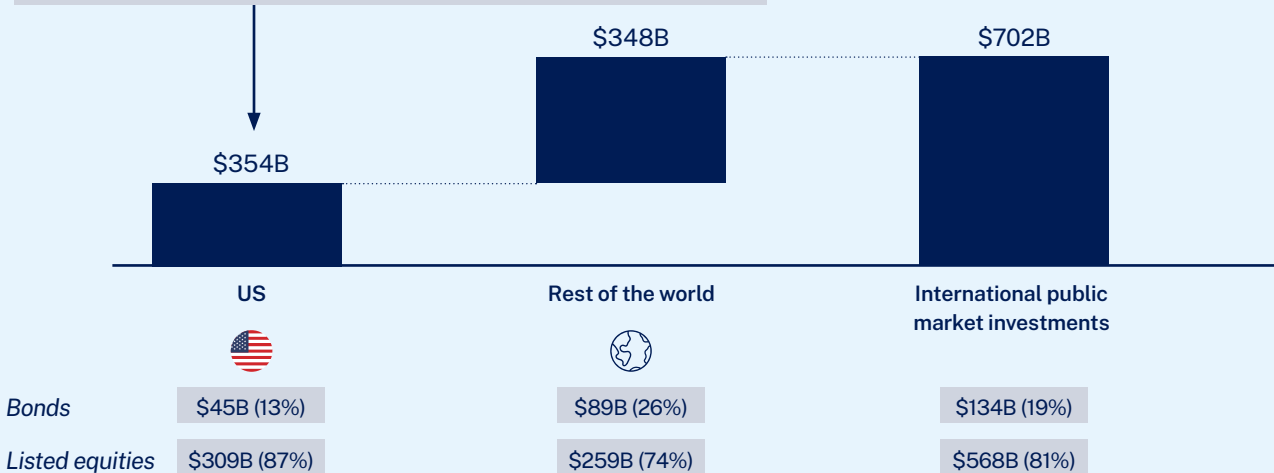 $348B
$702B
$354B
US
Rest of the world
International public
market investments
Bonds
$45B (13%)
$89B (26%)
$134B (19%)
Listed equities
$309B (87%)
$259B (74%)
$568B (81%)